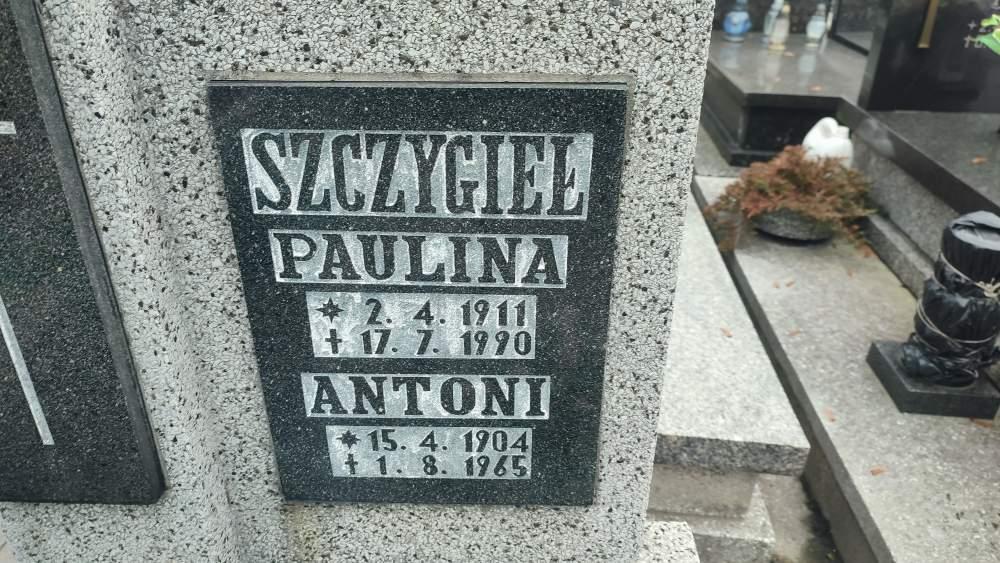 SZCZYGIEŁ
PAULINA
* 2. 4. 1911
† 17. 7. 1990
ANTONI
* 15. 4. 1904
† 1. 8. 1965